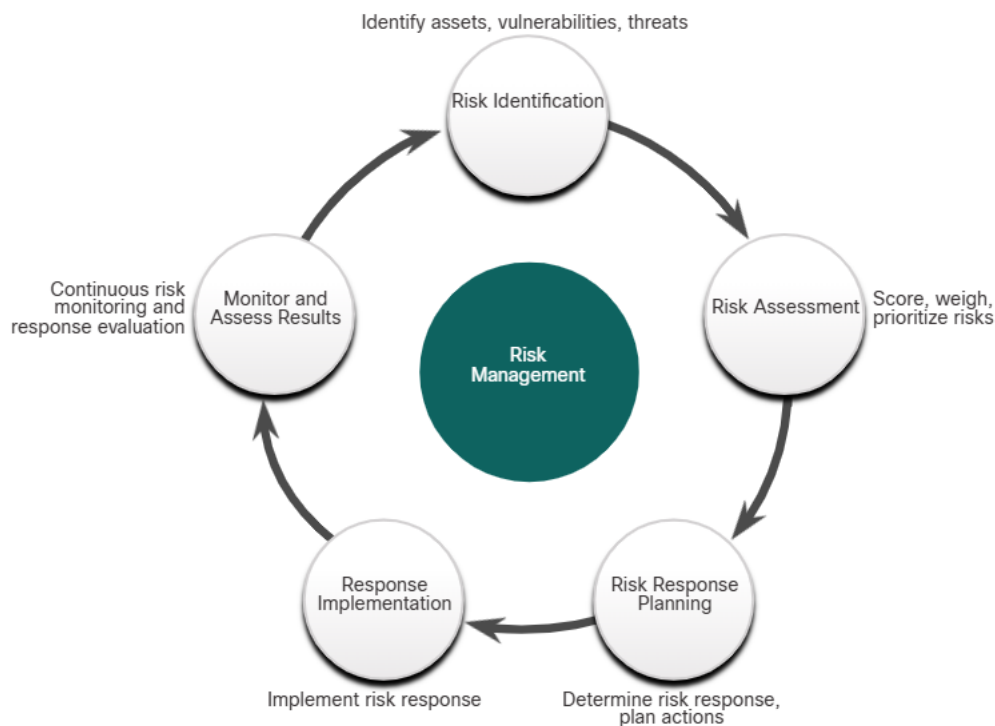 Identify assets, vulnerabilities, threats
Risk Identification
Risk Assessment
Score, weigh,
prioritize risks
Risk Response
Planning
Determine risk response,
plan actions
Response
Implementation
Implement risk response
Monitor and
Assess Results
Continuous risk
monitoring and
response evaluation
Risk
Management